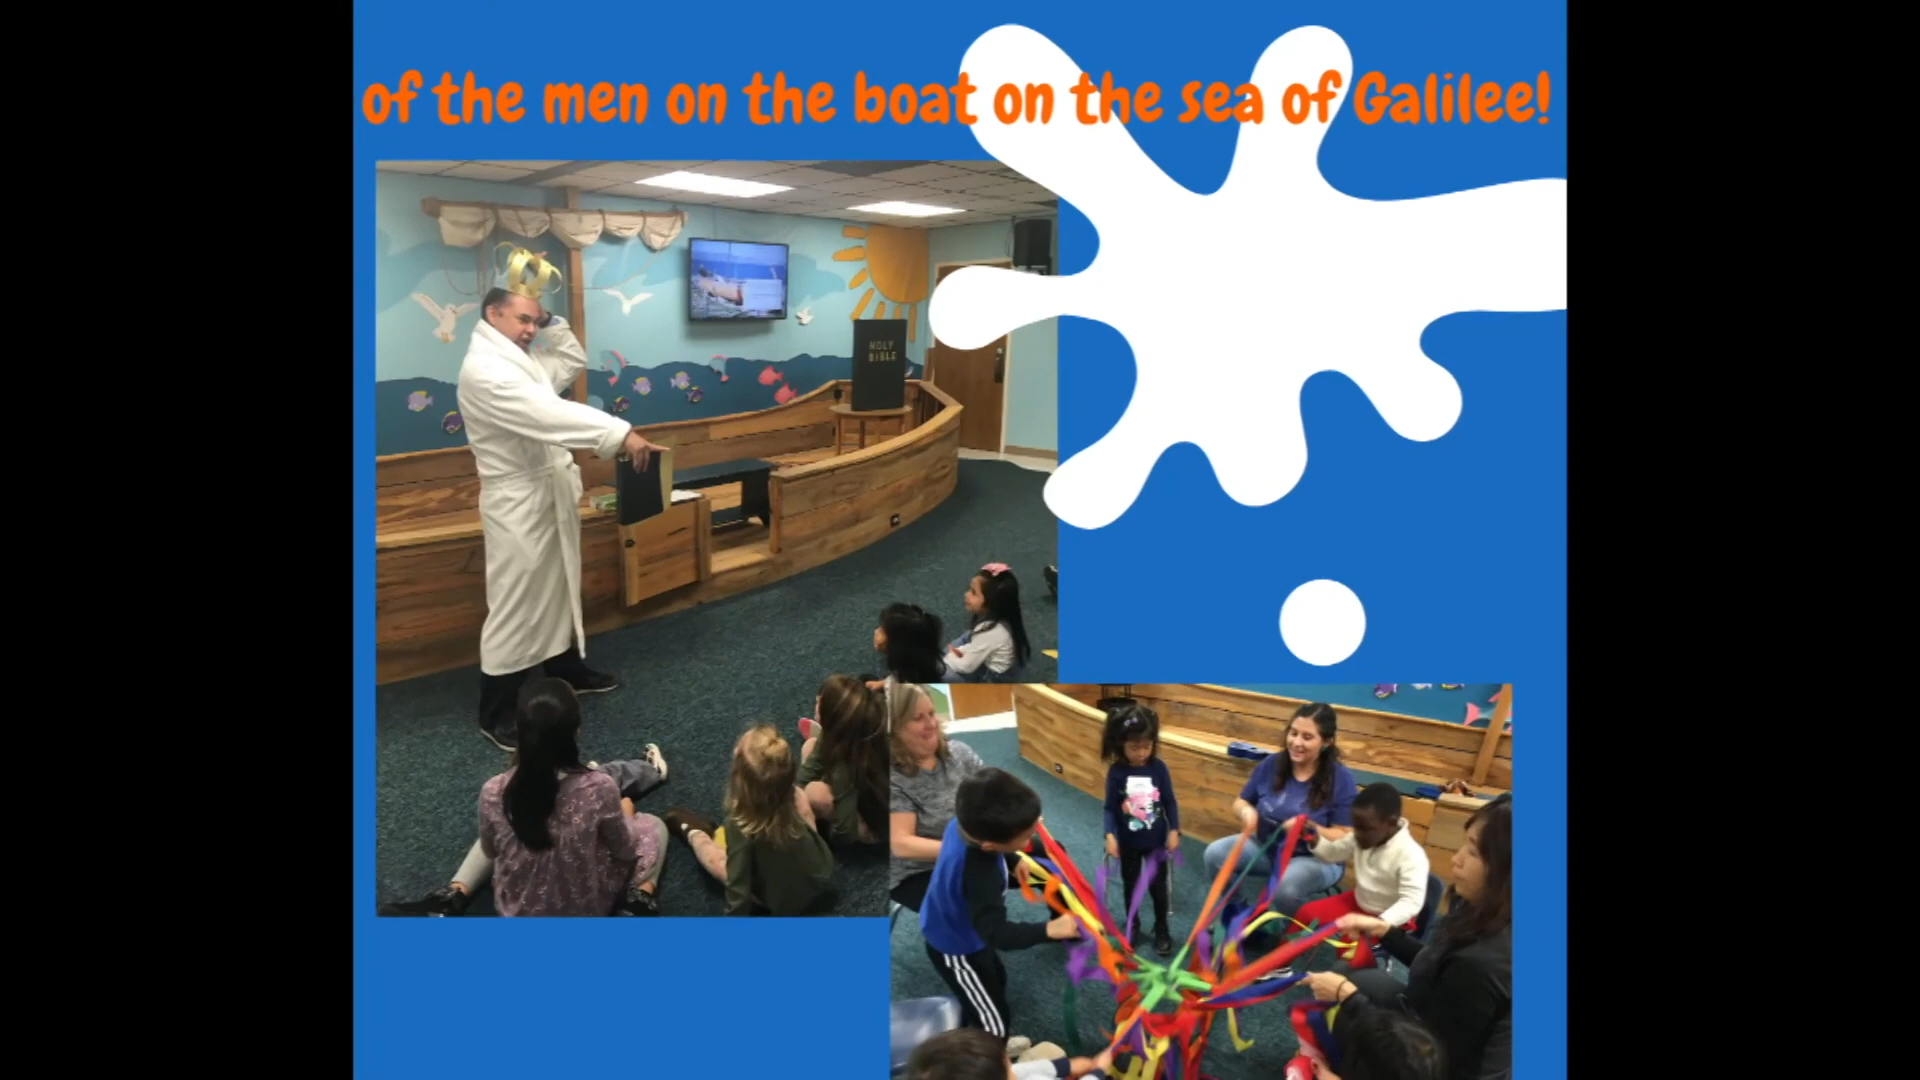 of the men on the boat on the sea of Galilee!
HOLY
BIBLE